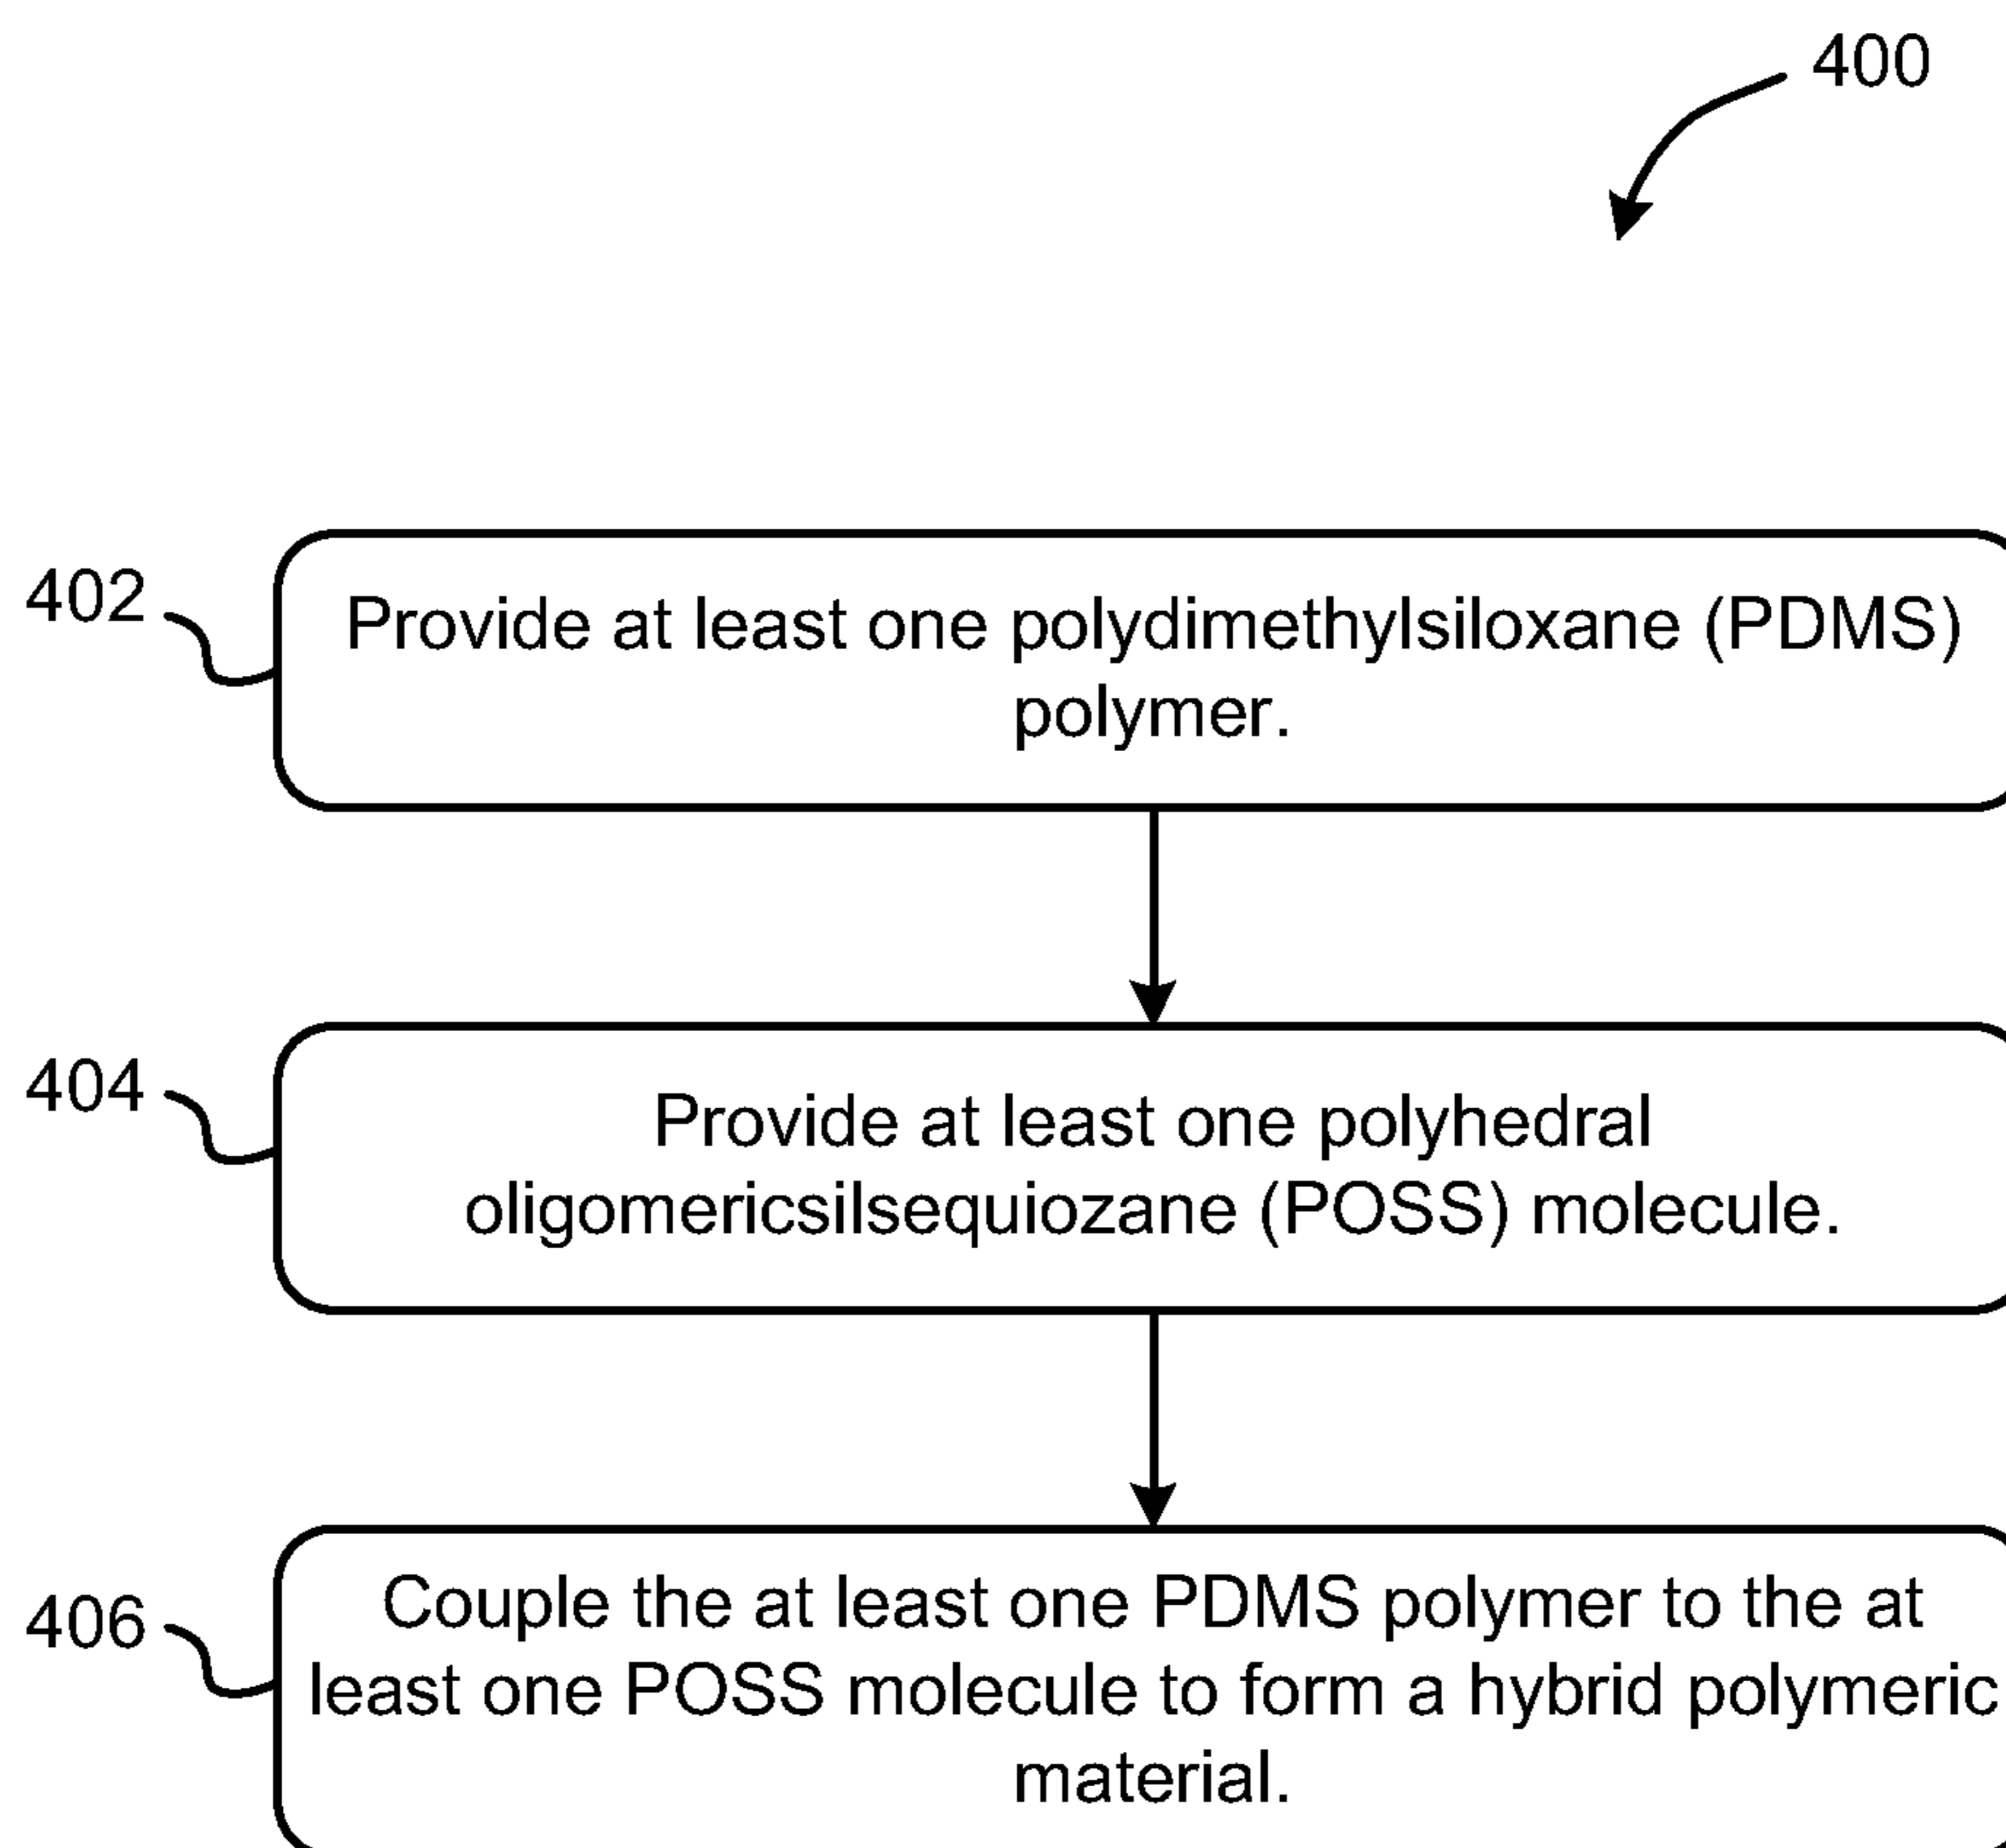 400
402
Provide at least one polydimethylsiloxane (PDMS)
polymer.
404
Provide at least one polyhedral
oligomericsilsequiozane (POSS) molecule.
406
Couple the at least one PDMS polymer to the at
least one POSS molecule to form a hybrid polymeric
material.